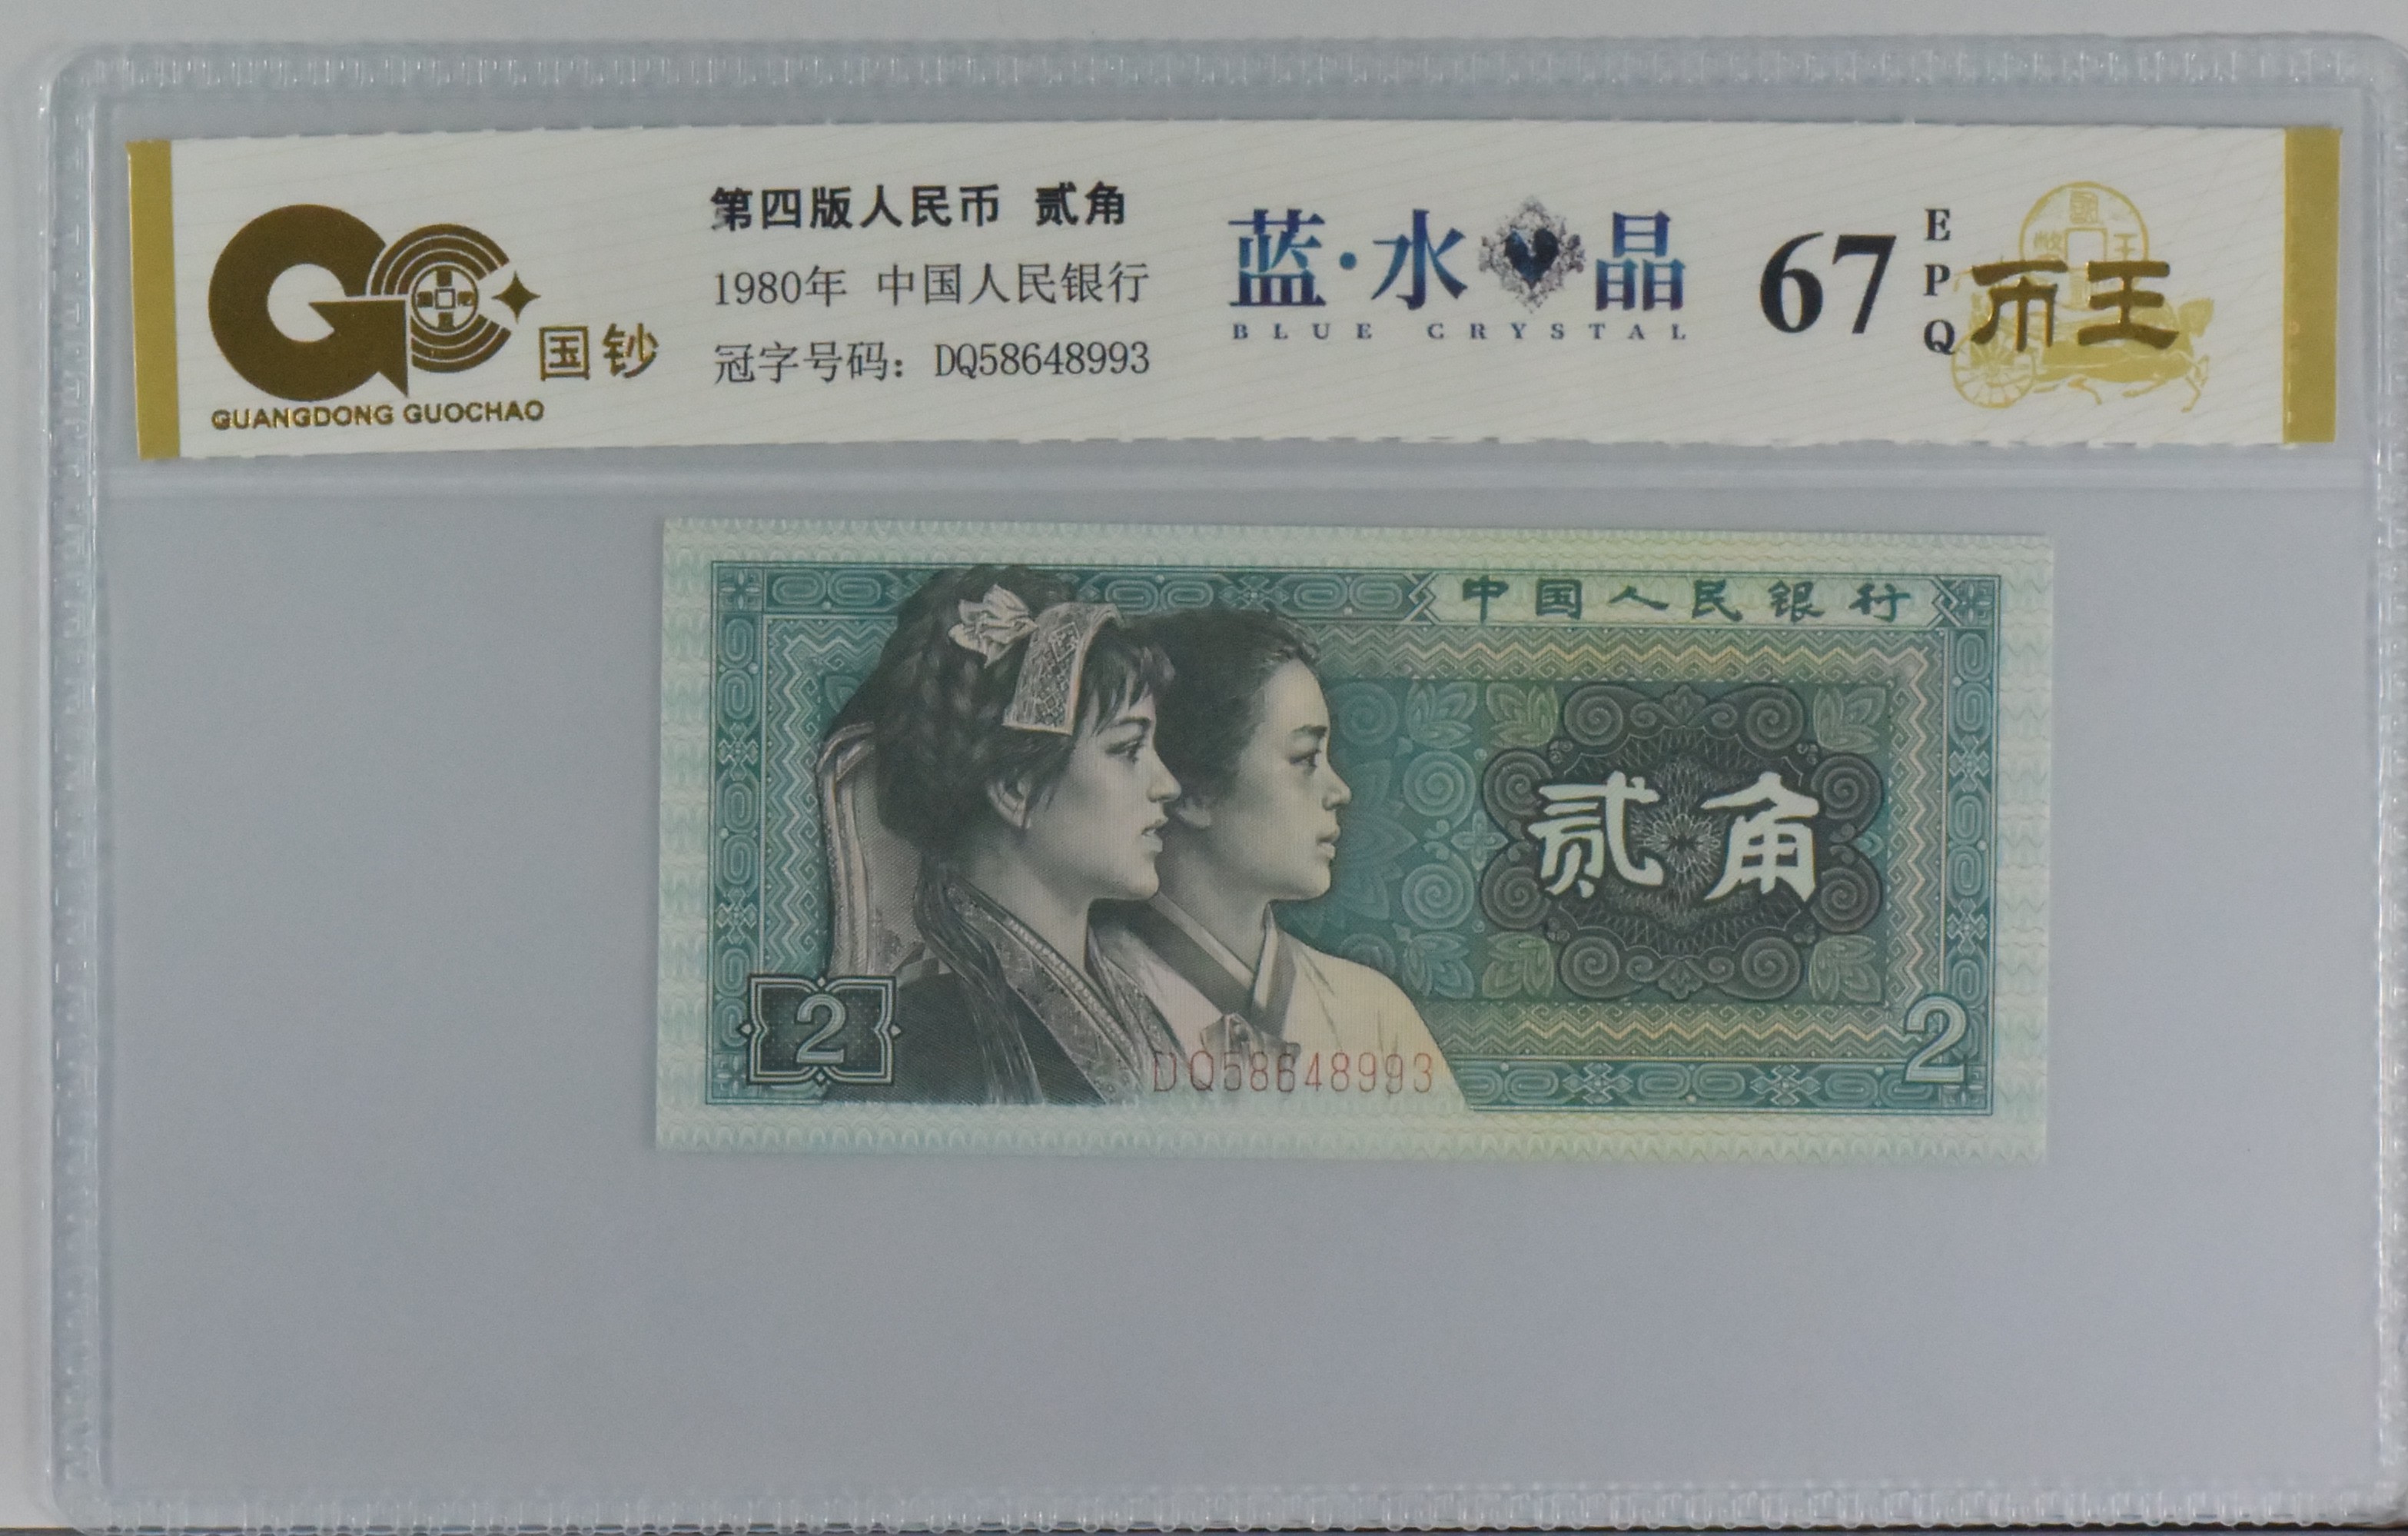 国钞
GUANGDONG GUOCHAO
第四版人民币 贰角
1980年 中国人民银行
冠字号码：DQ58648993
蓝·水晶
BLUE CRYSTAL
67
EPQ
币王
中国人民银行
贰角
2
DQ58648993
2